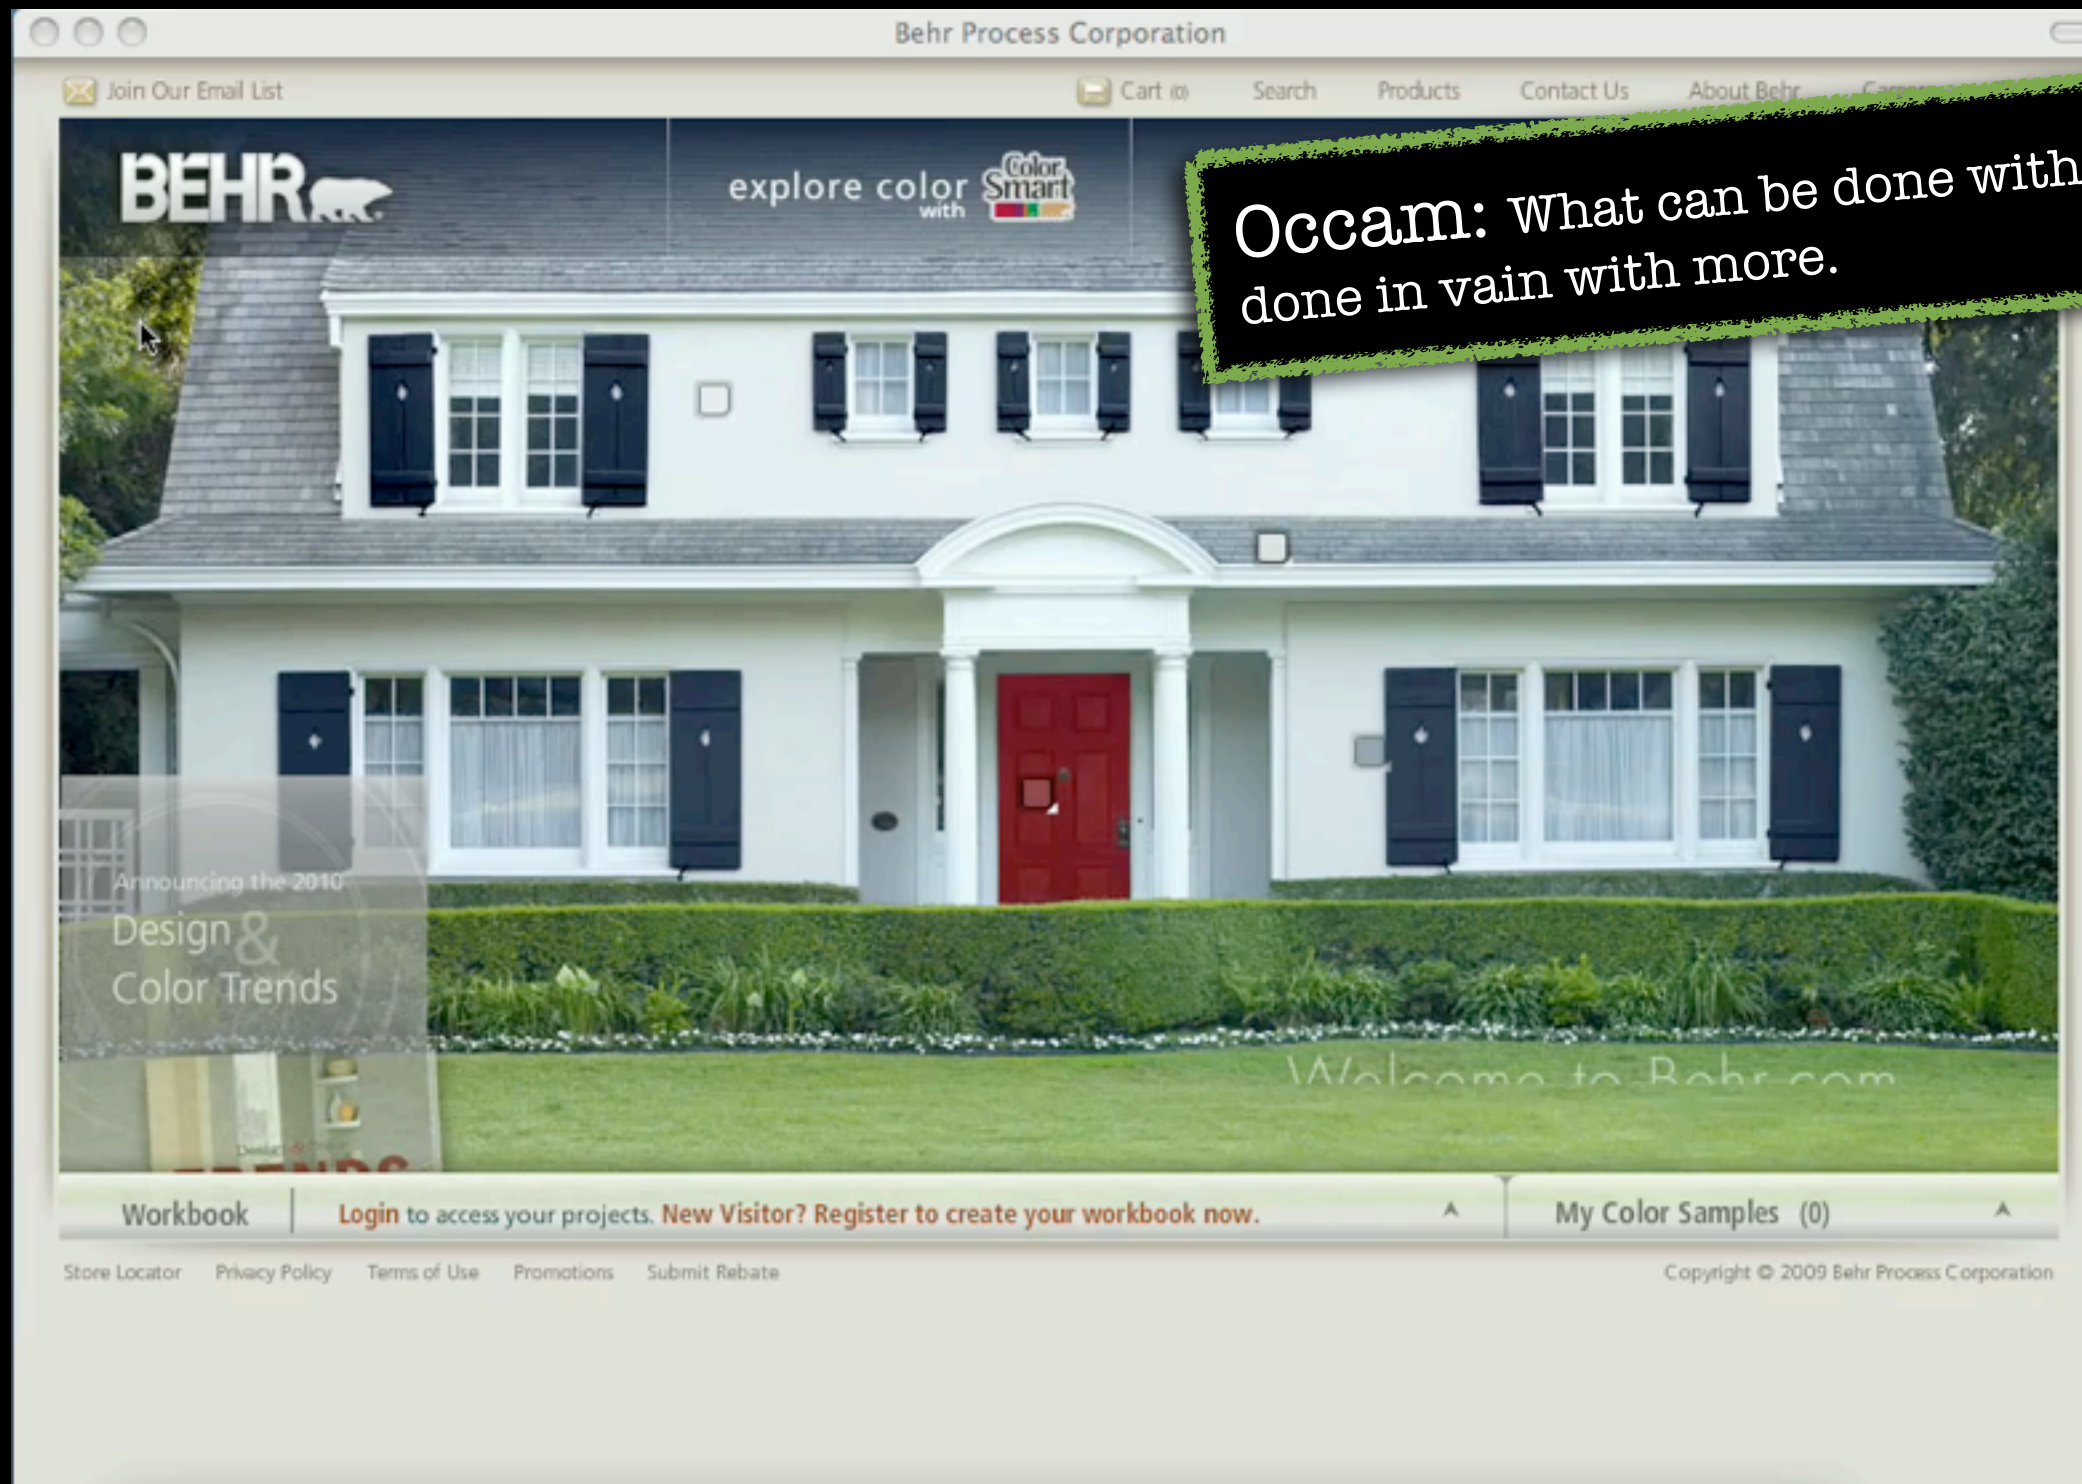 Behr Process Corporation
Join Our Email List
Cart (0) Search Products Contact Us About Behr
BEHR
explore color with Color Smart
Occam: What can be done with
done in vain with more.
Announcing the 2010
Design &
Color Trends
Welcome to Behr.com
Design & Color
TRENDS
Workbook Login to access your projects. New Visitor? Register to create your workbook now. My Color Samples (0)
Store Locator Privacy Policy Terms of Use Promotions Submit Rebate Copyright © 2009 Behr Process Corporation